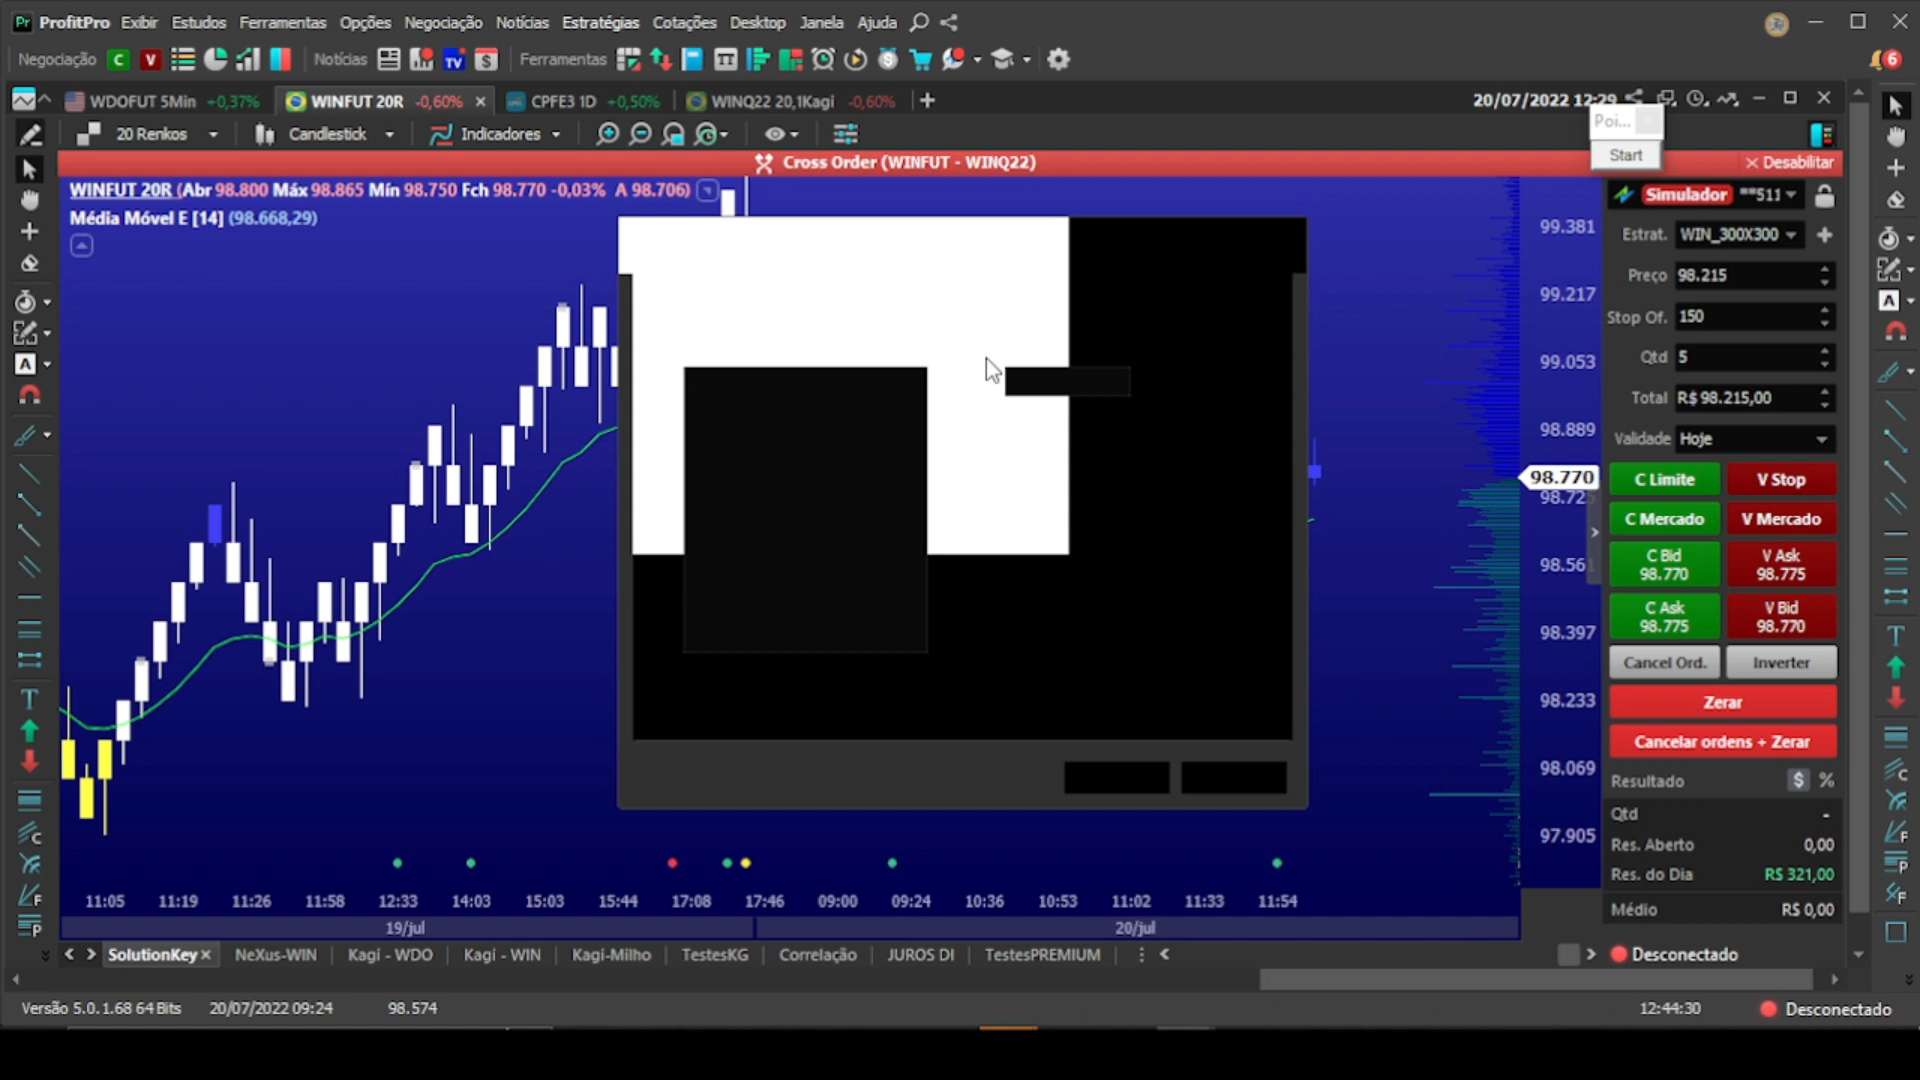 ProfitPro Exibir Estudos Ferramentas Opções Negociação Notícias Estratégias Cotações Desktop Janela Ajuda
Negociação C V Notícias TV $ Ferramentas 6
WDOFUT 5Min +0,37% WINFUT 20R -0,60% CPFE3 1D +0,50% WINQ22 20,1Kagi -0,60% 20/07/2022 12:29
20 Renkos Candlestick Indicadores
Poi...
Start
Cross Order (WINFUT - WINQ22) Desabilitar
WINFUT 20R (Abr 98.800 Máx 98.865 Mín 98.750 Fch 98.770 -0,03% A 98.706)
Média Móvel E [14] (98.668,29)
99.381
99.217
99.053
98.889
98.770
98.725
98.561
98.397
98.233
98.069
97.905
Simulador **511
Estrat. WIN_300X300
Preço 98.215
Stop Of. 150
Qtd 5
Total R$ 98.215,00
Validade Hoje
C Limite V Stop
C Mercado V Mercado
C Bid V Ask
98.770 98.775
C Ask V Bid
98.775 98.770
Cancel Ord. Inverter
Zerar
Cancelar ordens + Zerar
Resultado $ %
Qtd -
Res. Aberto 0,00
Res. do Dia R$ 321,00
Médio R$ 0,00
11:05 11:19 11:26 11:58 12:33 14:03 15:03 15:44 17:08 17:46 09:00 09:24 10:36 10:53 11:02 11:33 11:54
19/jul 20/jul
SolutionKey NeXus-WIN Kagi - WDO Kagi - WIN Kagi-Milho TestesKG Correlação JUROS DI TestesPREMIUM Desconectado
Versão 5.0.1.68 64 Bits 20/07/2022 09:24 98.574 12:44:30 Desconectado